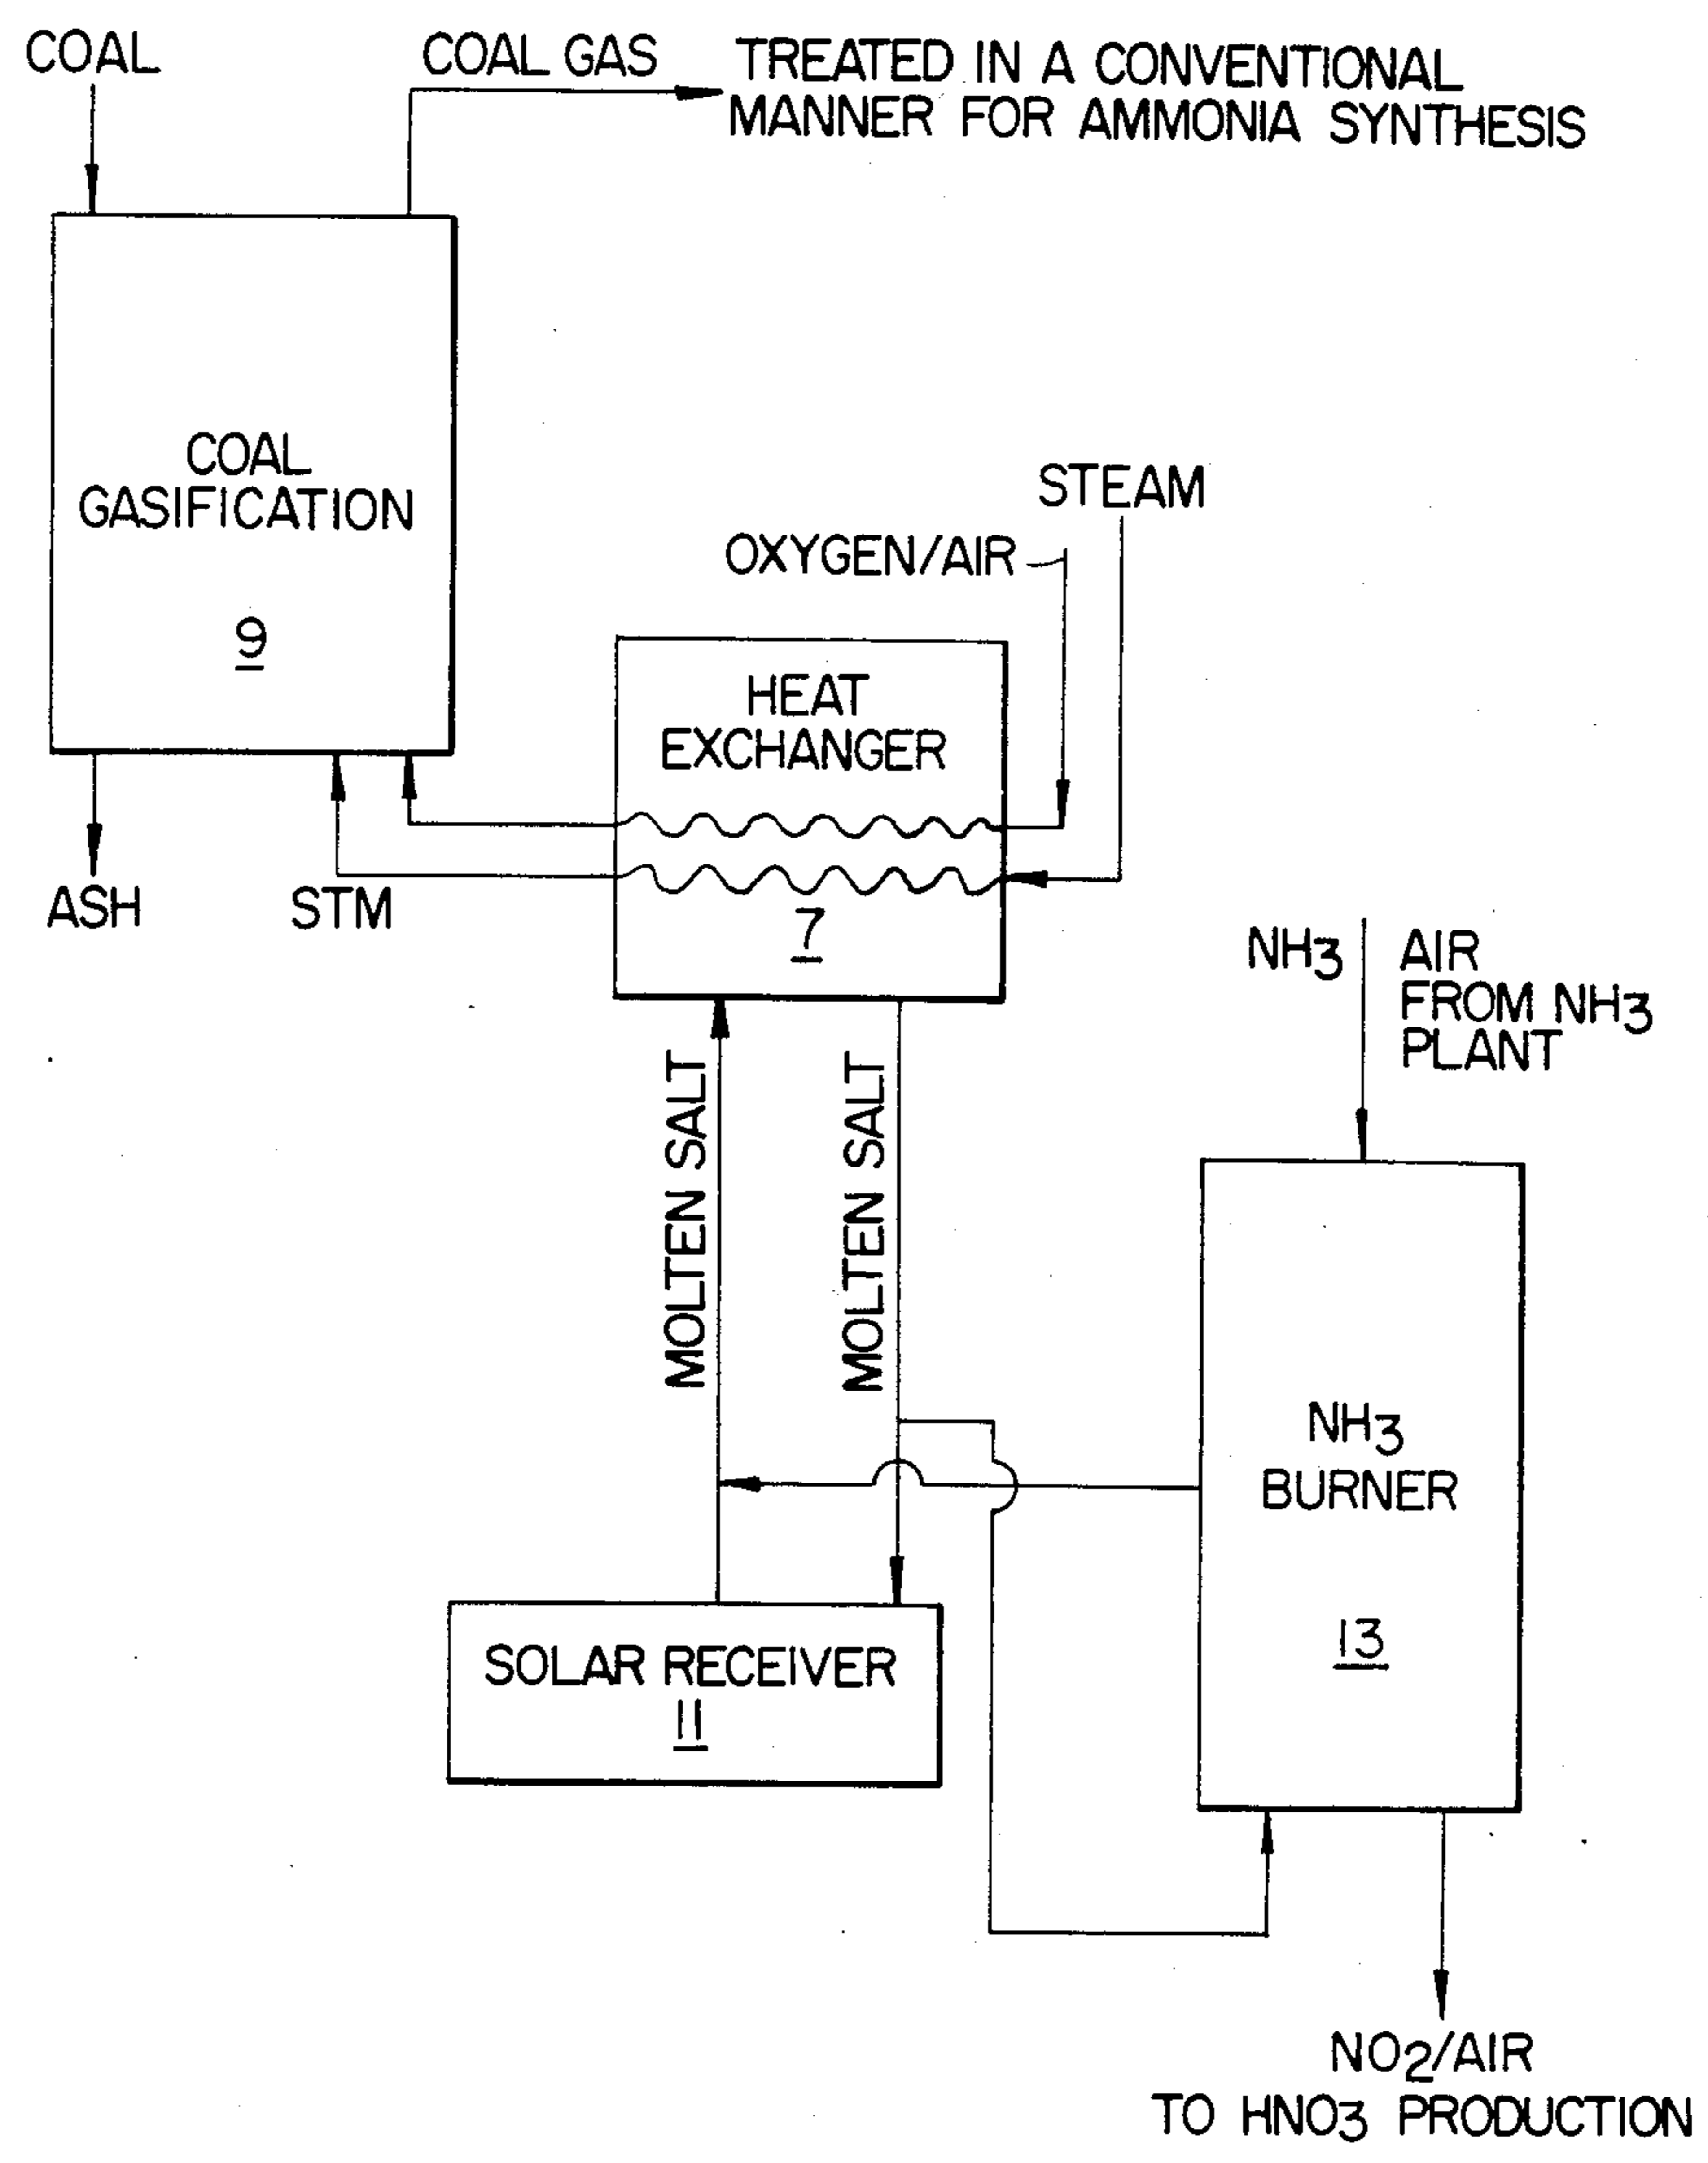 COAL
COAL GAS
TREATED IN A CONVENTIONAL
MANNER FOR AMMONIA SYNTHESIS
COAL
GASIFICATION
9
STEAM
OXYGEN/AIR
HEAT
EXCHANGER
7
ASH
STM
NH3
AIR
FROM NH3
PLANT
MOLTEN SALT
MOLTEN SALT
NH3
BURNER
13
SOLAR RECEIVER
11
NO2/AIR
TO HNO3 PRODUCTION